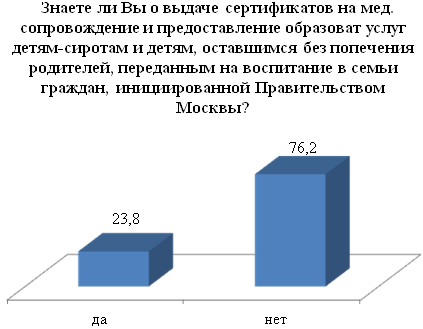 Знаете ли Вы о выдаче сертификатов на мед.
сопровождение и предоставление образоват услуг
детям-сиротам и детям, оставшимся без попечения
родителей, переданным на воспитание в семьи
граждан, инициированной Правительством
Москвы?
76,2
23,8
да нет